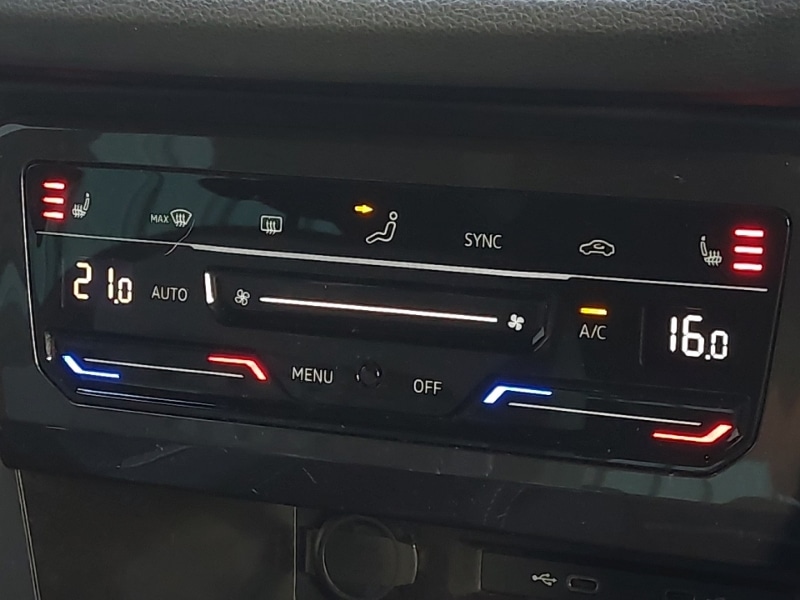 MAX
SYNC
21.0 AUTO A/C 16.0
MENU OFF